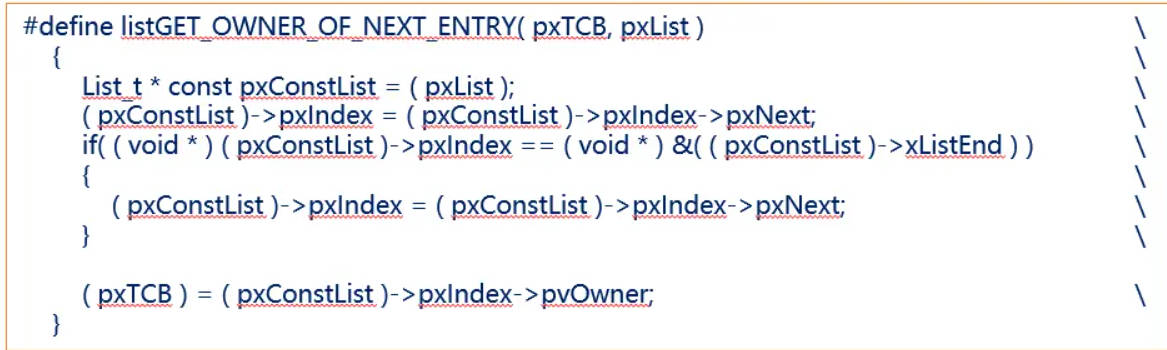 #define listGET_OWNER_OF_NEXT_ENTRY( pxTCB, pxList ) \
{ \
List_t * const pxConstList = ( pxList ); \
( pxConstList )->pxIndex = ( pxConstList )->pxIndex->pxNext; \
if( ( void * ) ( pxConstList )->pxIndex == ( void * ) &( ( pxConstList )->xListEnd ) ) \
{ \
( pxConstList )->pxIndex = ( pxConstList )->pxIndex->pxNext; \
} \
( pxTCB ) = ( pxConstList )->pxIndex->pvOwner; \
}